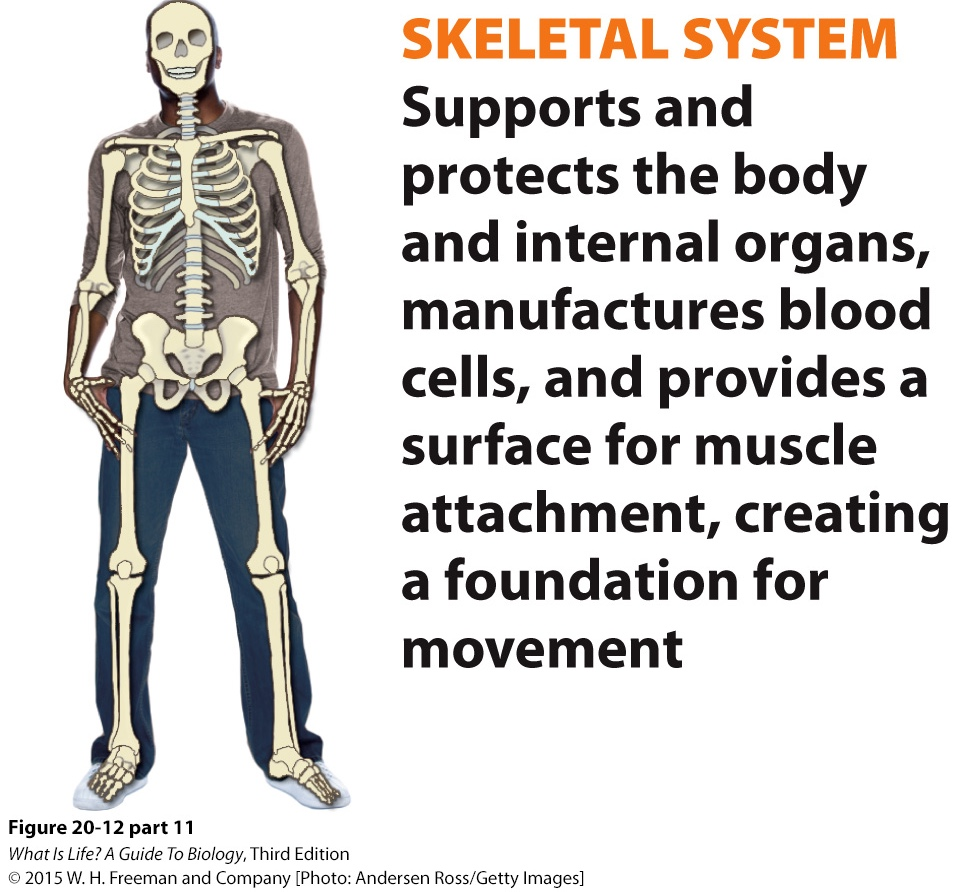 SKELETAL SYSTEM
Supports and
protects the body
and internal organs,
manufactures blood
cells, and provides a
surface for muscle
attachment, creating
a foundation for
movement
Figure 20-12 part 11
What Is Life? A Guide To Biology, Third Edition
© 2015 W. H. Freeman and Company [Photo: Andersen Ross/Getty Images]